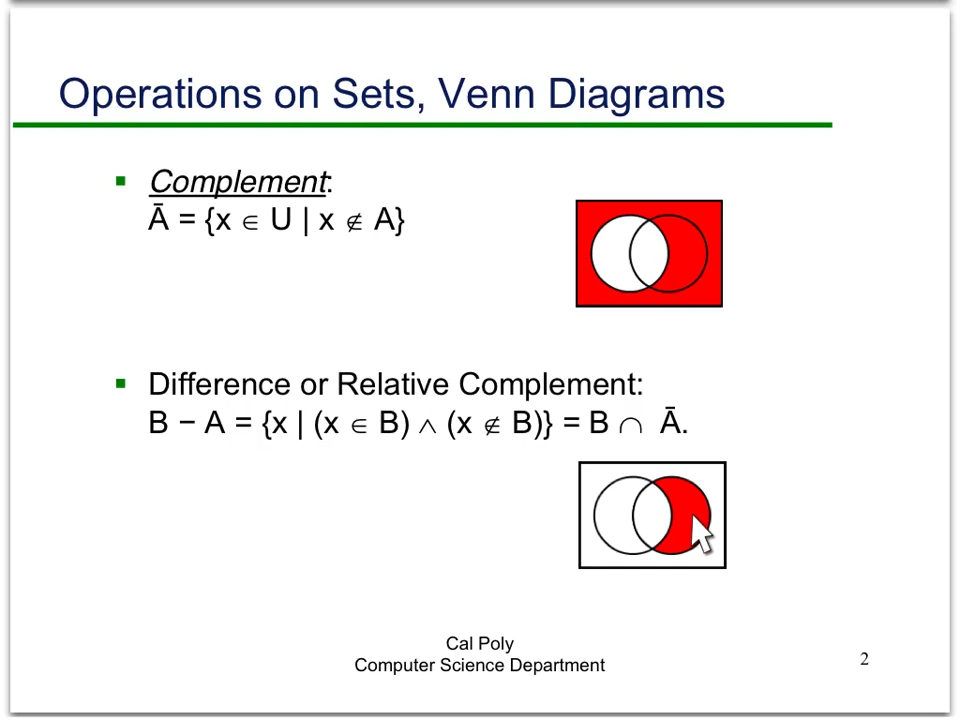 Operations on Sets, Venn Diagrams
▪ Complement:
Ā = {x ∈ U | x ∉ A}
▪ Difference or Relative Complement:
B − A = {x | (x ∈ B) ∧ (x ∉ B)} = B ∩ Ā.
Cal Poly
Computer Science Department
2